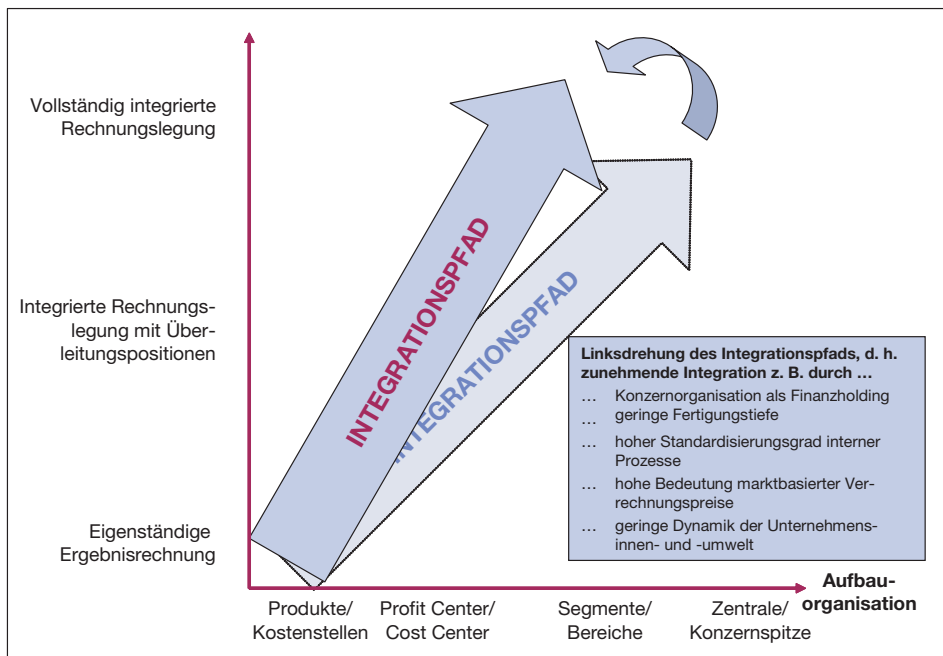 Vollständig integrierte
Rechnungslegung
Integrierte Rechnungs-
legung mit Über-
leitungspositionen
Eigenständige
Ergebnisrechnung
INTEGRATIONSPFAD
INTEGRATIONSPFAD
Linksdrehung des Integrationspfads, d. h.
zunehmende Integration z. B. durch …
… Konzernorganisation als Finanzholding
… geringe Fertigungstiefe
… hoher Standardisierungsgrad interner
Prozesse
… hohe Bedeutung marktbasierter Ver-
rechnungspreise
… geringe Dynamik der Unternehmens-
innen- und -umwelt
Produkte/
Kostenstellen
Profit Center/
Cost Center
Segmente/
Bereiche
Zentrale/
Konzernspitze
Aufbau-
organisation